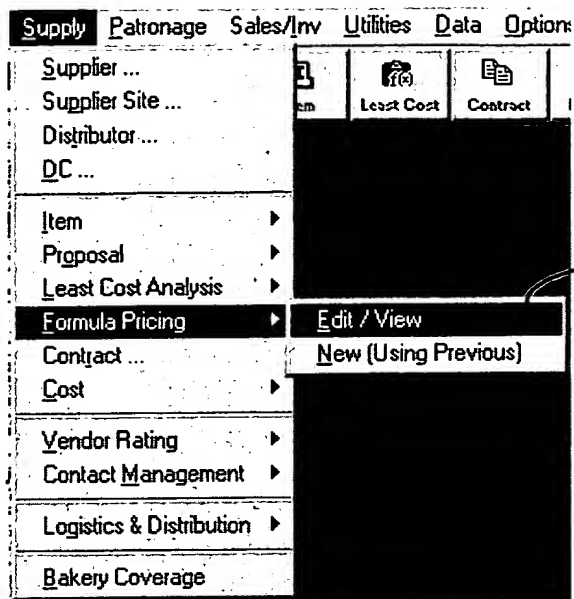 Supply Patronage Sales/Inv Utilities Data
Least Cost Contract
Supplier ...
Supplier Site ...
Distributor ...
DC ...
Item
Proposal
Least Cost Analysis
Formula Pricing
Edit / View
New (Using Previous)
Contract ...
Cost
Vendor Rating
Contact Management
Logistics & Distribution
Bakery Coverage